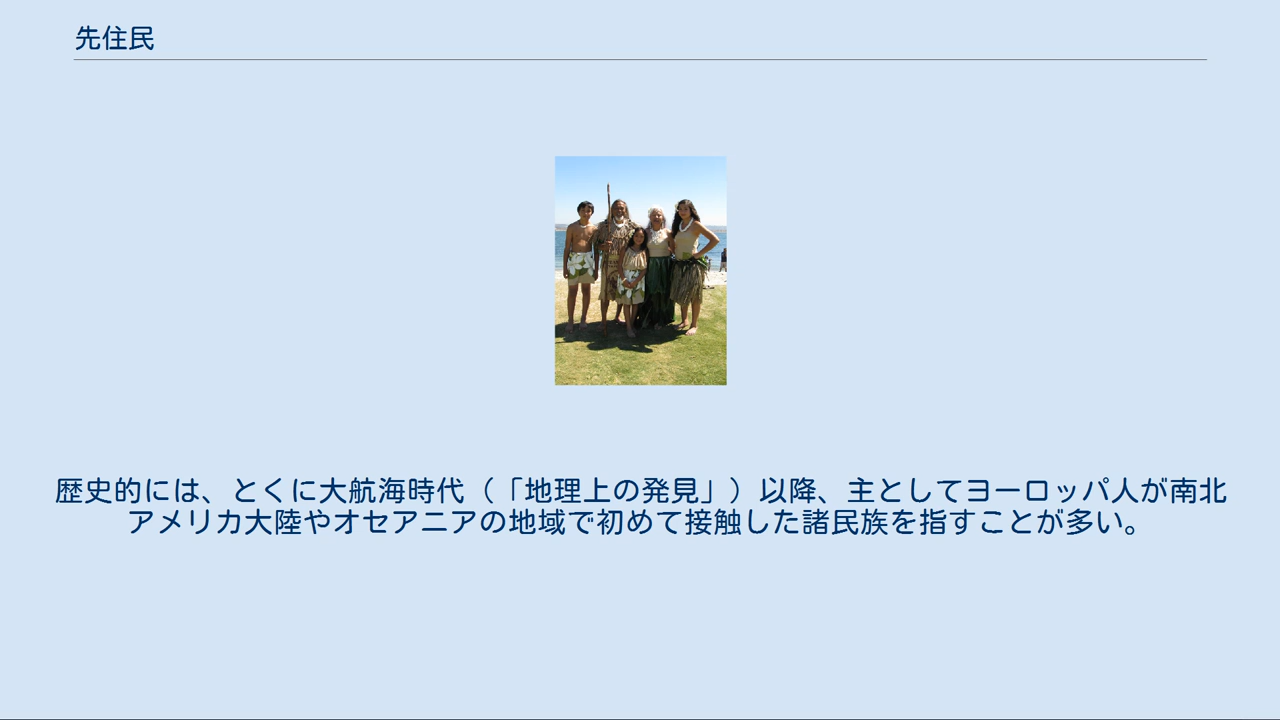 先住民
歴史的には、とくに大航海時代（「地理上の発見」）以降、主としてヨーロッパ人が南北
アメリカ大陸やオセアニアの地域で初めて接触した諸民族を指すことが多い。